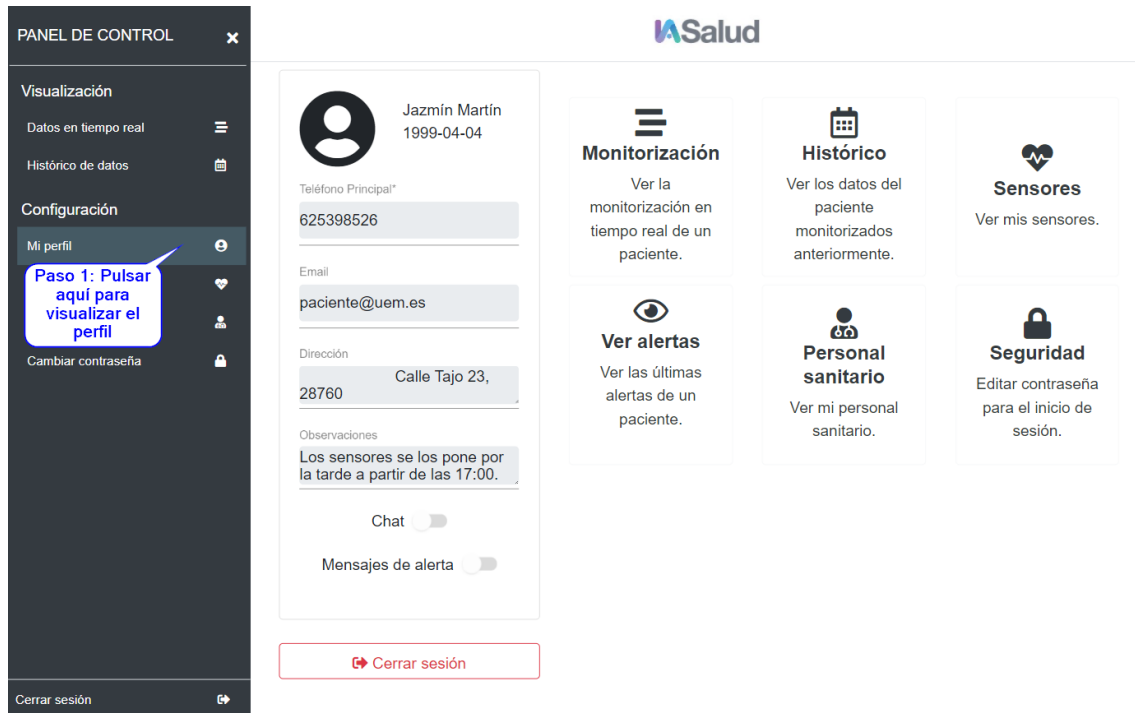 PANEL DE CONTROL
Visualización
Datos en tiempo real
Histórico de datos
Configuración
Mi perfil
Paso 1: Pulsar
aquí para
visualizar el
perfil
Cambiar contraseña
Cerrar sesión
IASalud
Jazmín Martín
1999-04-04
Teléfono Principal*
625398526
Email
paciente@uem.es
Dirección
Calle Tajo 23,
28760
Observaciones
Los sensores se los pone por
la tarde a partir de las 17:00.
Chat
Mensajes de alerta
Cerrar sesión
Monitorización
Ver la
monitorización en
tiempo real de un
paciente.
Histórico
Ver los datos del
paciente
monitorizados
anteriormente.
Sensores
Ver mis sensores.
Ver alertas
Ver las últimas
alertas de un
paciente.
Personal
sanitario
Ver mi personal
sanitario.
Seguridad
Editar contraseña
para el inicio de
sesión.